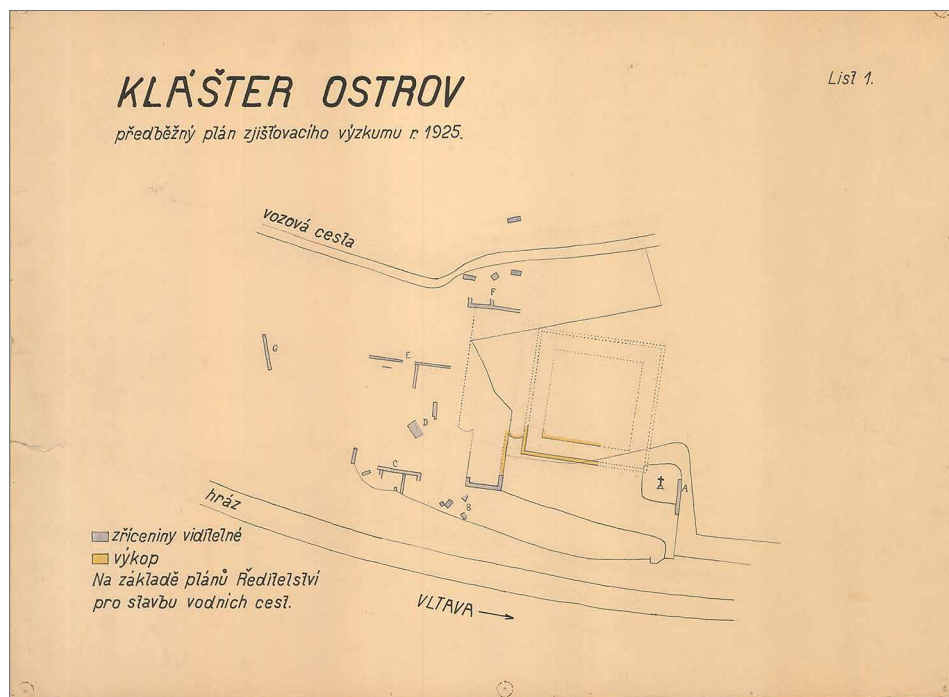 KLÁŠTER OSTROV
předběžný plán zjišťovacího výzkumu r. 1925.
List 1.
vozová cesta
F
G
E
D
C
B
A
hráz
zříceniny viditelné
výkop
Na základě plánů Ředitelství
pro stavbu vodních cest.
VLTAVA